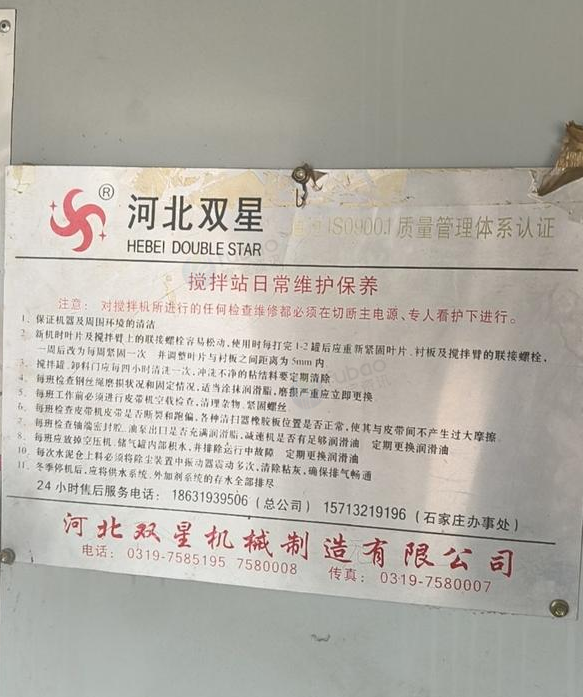 ®
河北双星
HEBEI DOUBLE STAR
通过ISO9001质量管理体系认证
搅拌站日常维护保养
注意: 对搅拌机所进行的任何检查维修都必须在切断主电源、专人看护下进行。
1、保证机器及周围环境的清洁
2、新机时叶片及搅拌臂上的联接螺栓容易松动,使用时每打完1-2罐后应重新紧固叶片、衬板及搅拌臂的联接螺栓、
一周后改为每周紧固一次 并调整叶片与衬板之间距离为5mm内
3、搅拌罐、卸料门应每四小时清洗一次,冲洗不净的粘结料要定期清除
4、每班检查钢丝绳磨损状况和固定情况,适当涂抹润滑脂,磨损严重应立即更换
5、每班工作前必须进行皮带机空载检查,清理杂物、紧固螺丝
6、每班检查皮带机皮带是否断裂和跑偏,各种清扫器橡胶板位置是否正常,使其与皮带间不产生过大摩擦
7、每班检查轴端密封腔、油泵出口是否充满润滑脂,减速机是否有足够润滑油 定期更换润滑油
8、每班应放掉空压机、储气罐内部积水,并排除运行中故障 定期更换润滑油
10、每次水泥仓上料必须将除尘装置中振动器震动多次,清除粘灰,确保排气畅通
11、冬季停机后,应将供水系统、外加剂系统的存水全部排尽
24小时售后服务电话: 18631939506 (总公司) 15713219196 (石家庄办事处)
河北双星机械制造有限公司
电话: 0319-7585195 7580008 传真: 0319-7580007